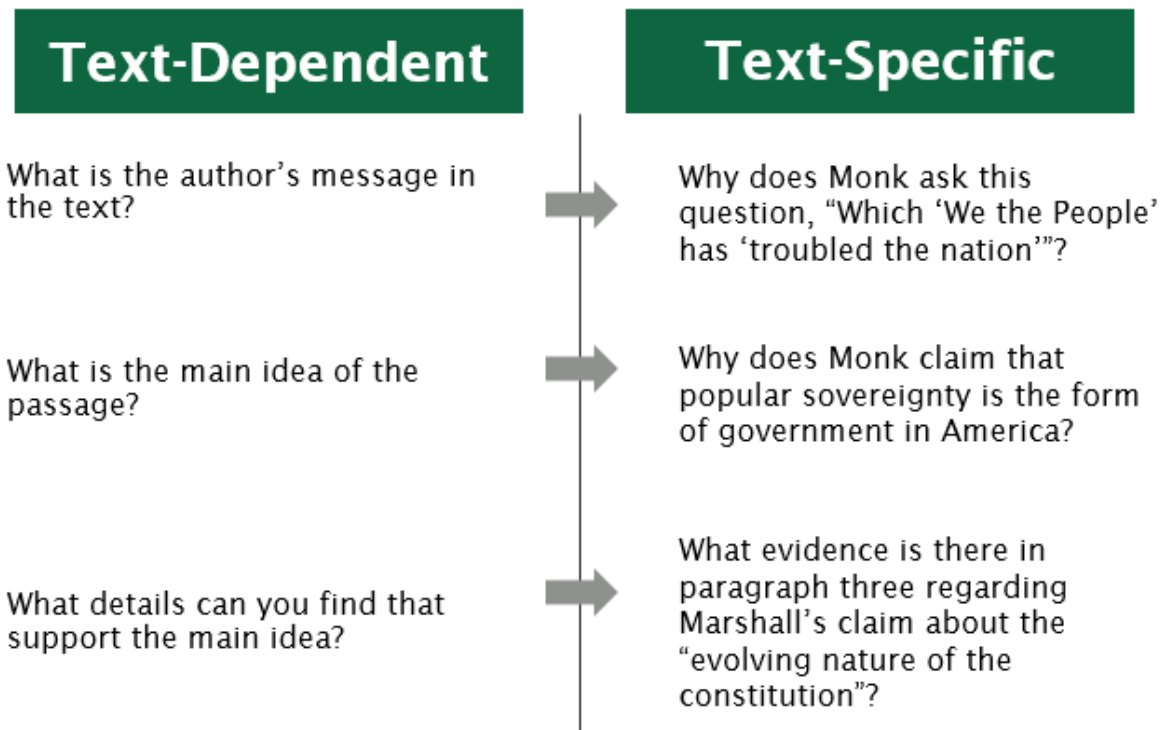 Text-Dependent
Text-Specific
What is the author’s message in
the text?
Why does Monk ask this
question, “Which ‘We the People’
has ‘troubled the nation’”?
What is the main idea of the
passage?
Why does Monk claim that
popular sovereignty is the form
of government in America?
What details can you find that
support the main idea?
What evidence is there in
paragraph three regarding
Marshall’s claim about the
“evolving nature of the
constitution”?